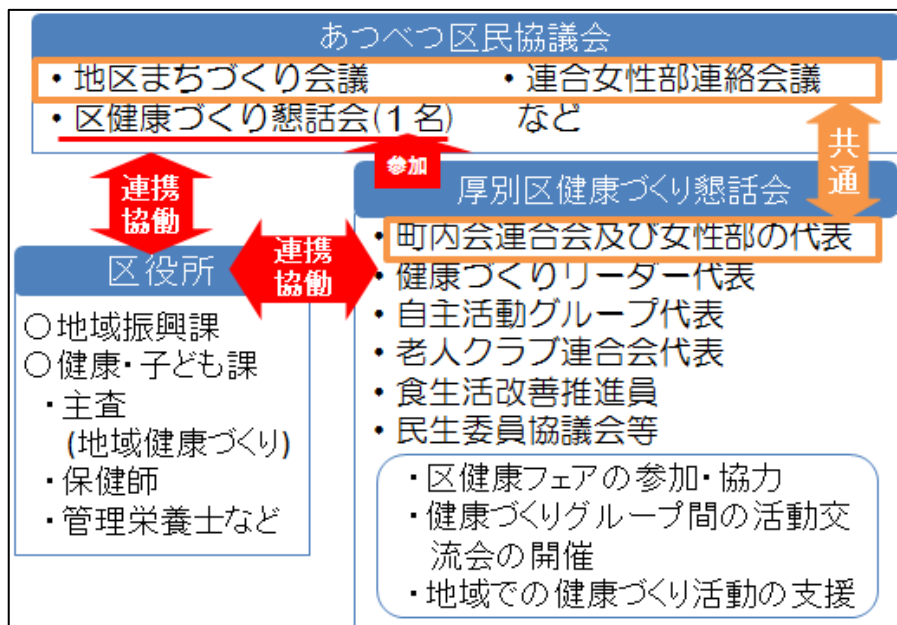 あつべつ区民協議会
・地区まちづくり会議　・連合女性部連絡会議
・区健康づくり懇話会(１名)　など
共通
連携
協働
参加
厚別区健康づくり懇話会
・町内会連合会及び女性部の代表
・健康づくりリーダー代表
・自主活動グループ代表
・老人クラブ連合会代表
・食生活改善推進員
・民生委員協議会等
・区健康フェアの参加・協力
・健康づくりグループ間の活動交
流会の開催
・地域での健康づくり活動の支援
連携
協働
区役所
○地域振興課
○健康・子ども課
・主査
(地域健康づくり)
・保健師
・管理栄養士など